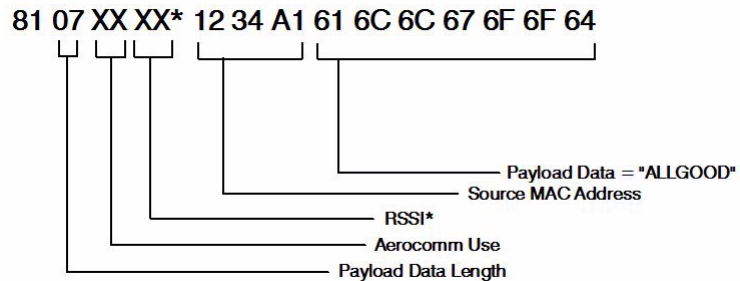 81 07 XX XX* 12 34 A1 61 6C 6C 67 6F 6F 64
Payload Data = "ALLGOOD"
Source MAC Address
RSSI*
Aerocomm Use
Payload Data Length